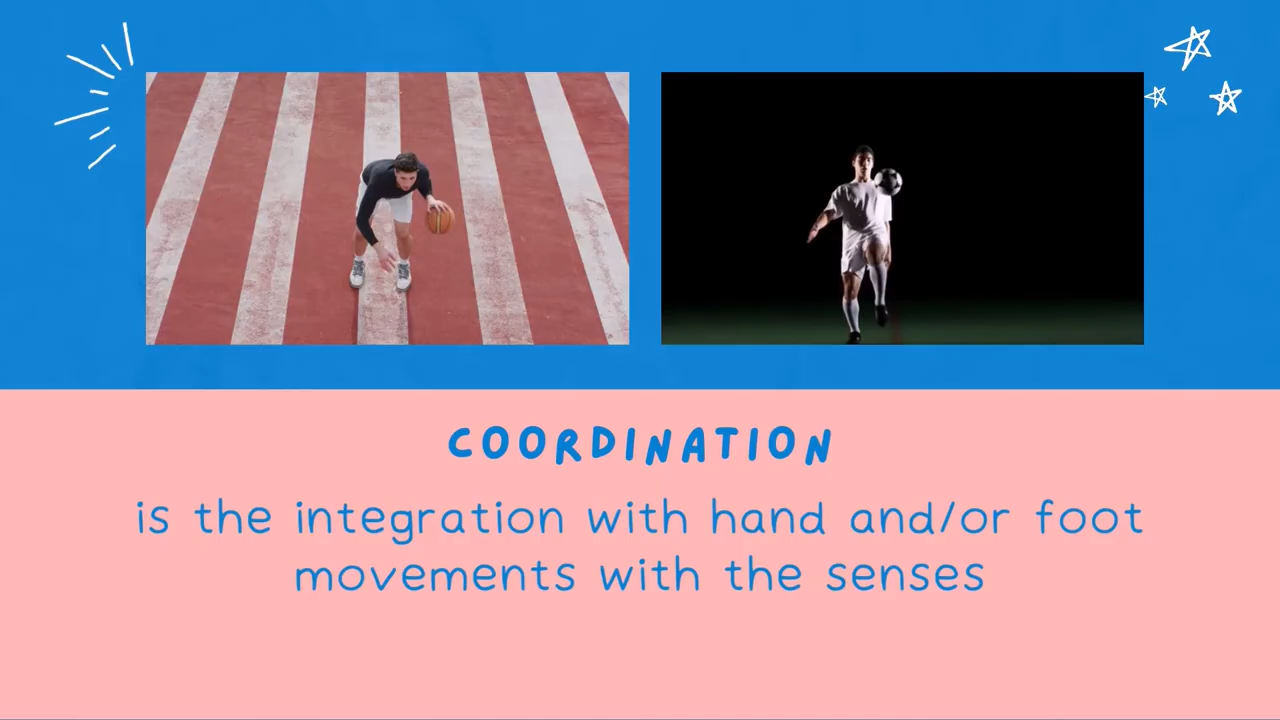 COORDINATION
is the integration with hand and/or foot
movements with the senses